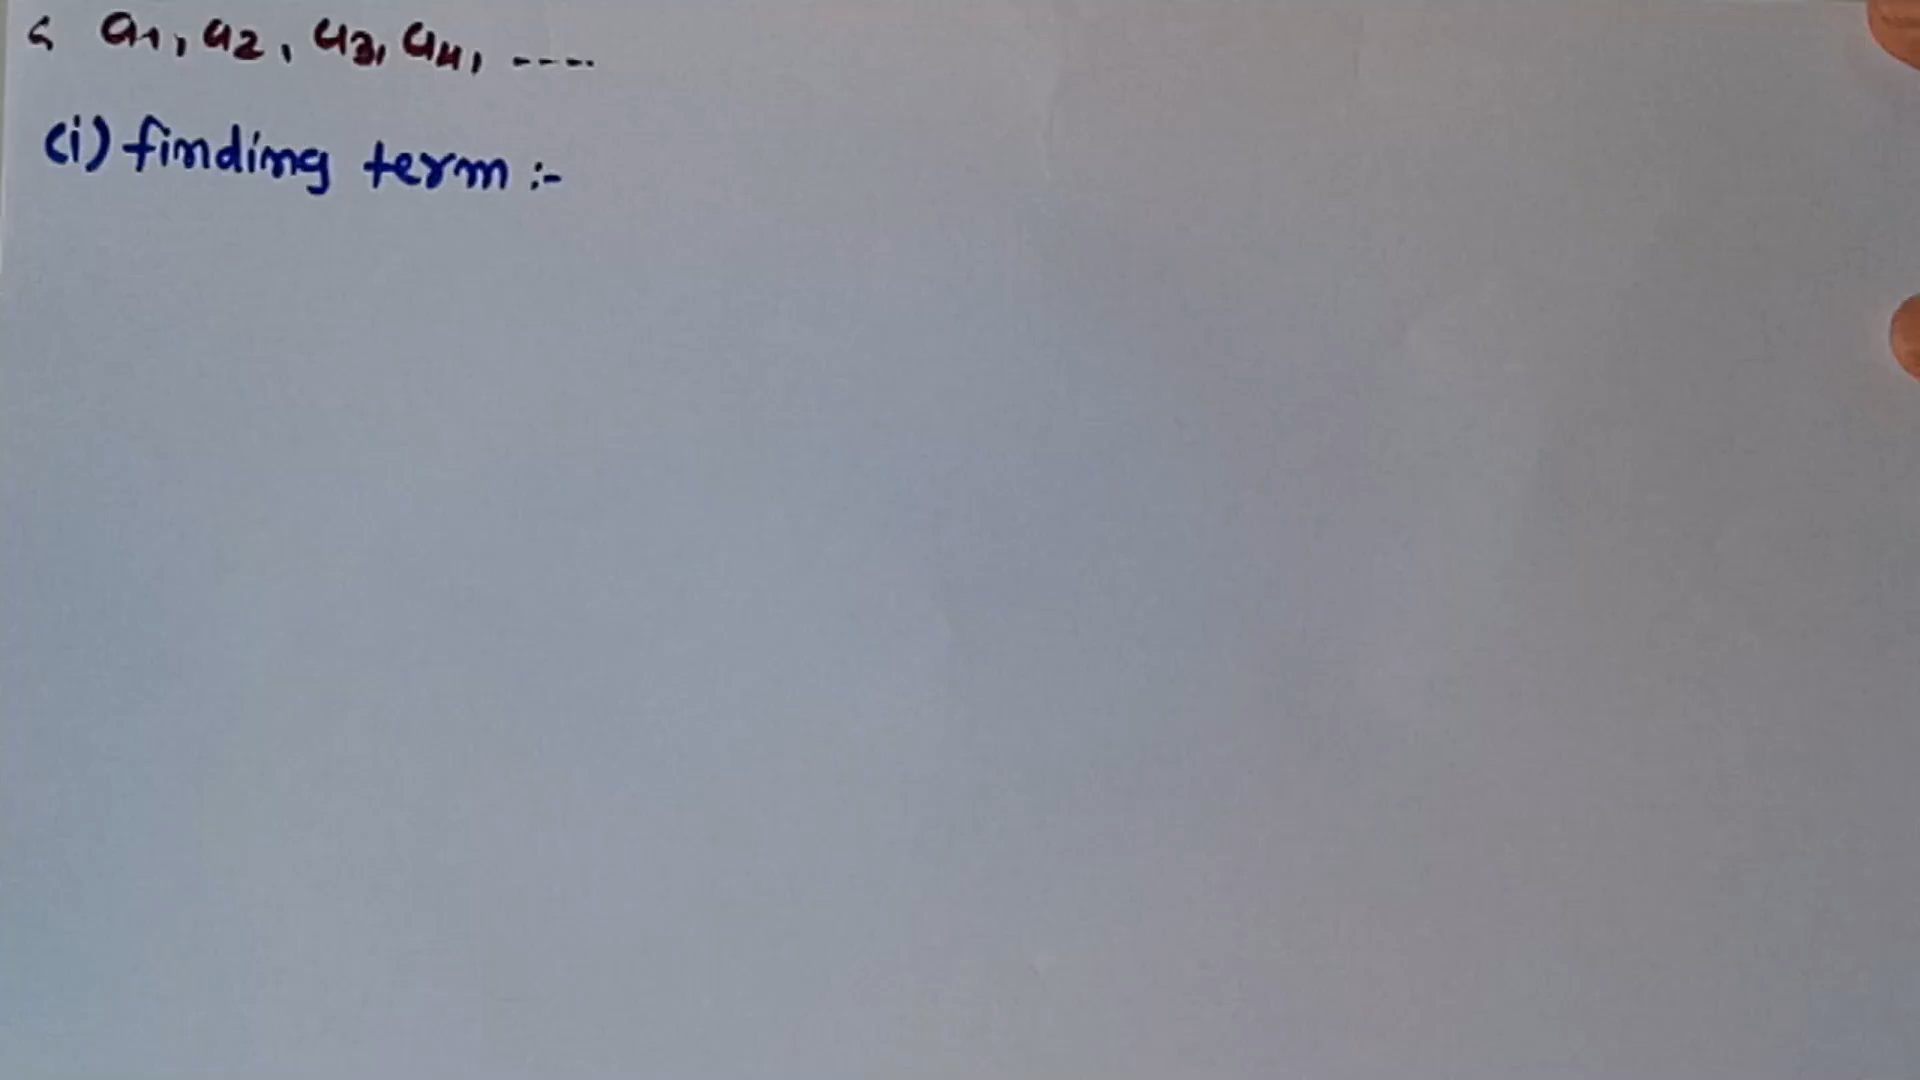 < a1, a2, a3, a4, ----
(i) finding term :-